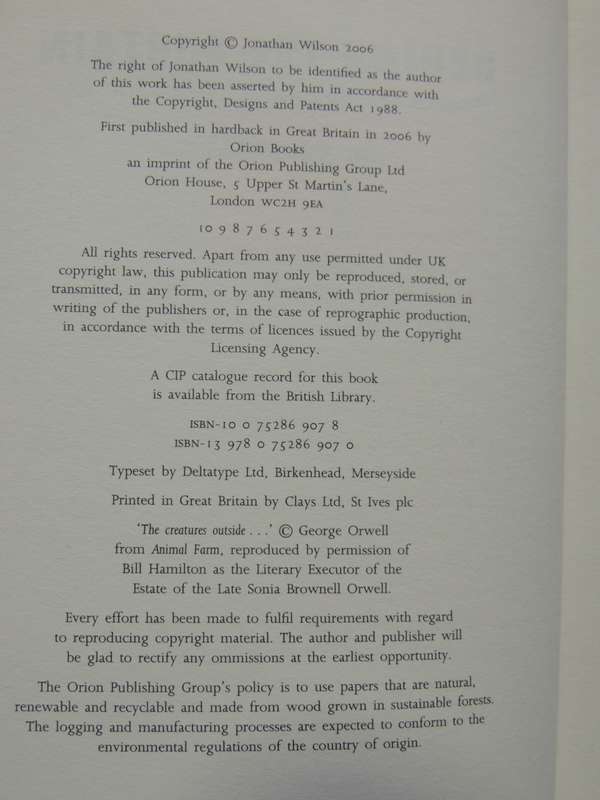 Copyright © Jonathan Wilson 2006
The right of Jonathan Wilson to be identified as the author
of this work has been asserted by him in accordance with
the Copyright, Designs and Patents Act 1988.
First published in hardback in Great Britain in 2006 by
Orion Books
an imprint of the Orion Publishing Group Ltd
Orion House, 5 Upper St Martin's Lane,
London WC2H 9EA
10 9 8 7 6 5 4 3 2 1
All rights reserved. Apart from any use permitted under UK
copyright law, this publication may only be reproduced, stored, or
transmitted, in any form, or by any means, with prior permission in
writing of the publishers or, in the case of reprographic production,
in accordance with the terms of licences issued by the Copyright
Licensing Agency.
A CIP catalogue record for this book
is available from the British Library.
ISBN-10 0 75286 907 8
ISBN-13 978 0 75286 907 0
Typeset by Deltatype Ltd, Birkenhead, Merseyside
Printed in Great Britain by Clays Ltd, St Ives plc
'The creatures outside . . .' © George Orwell
from Animal Farm, reproduced by permission of
Bill Hamilton as the Literary Executor of the
Estate of the Late Sonia Brownell Orwell.
Every effort has been made to fulfil requirements with regard
to reproducing copyright material. The author and publisher will
be glad to rectify any ommissions at the earliest opportunity.
The Orion Publishing Group's policy is to use papers that are natural,
renewable and recyclable and made from wood grown in sustainable forests.
The logging and manufacturing processes are expected to conform to the
environmental regulations of the country of origin.